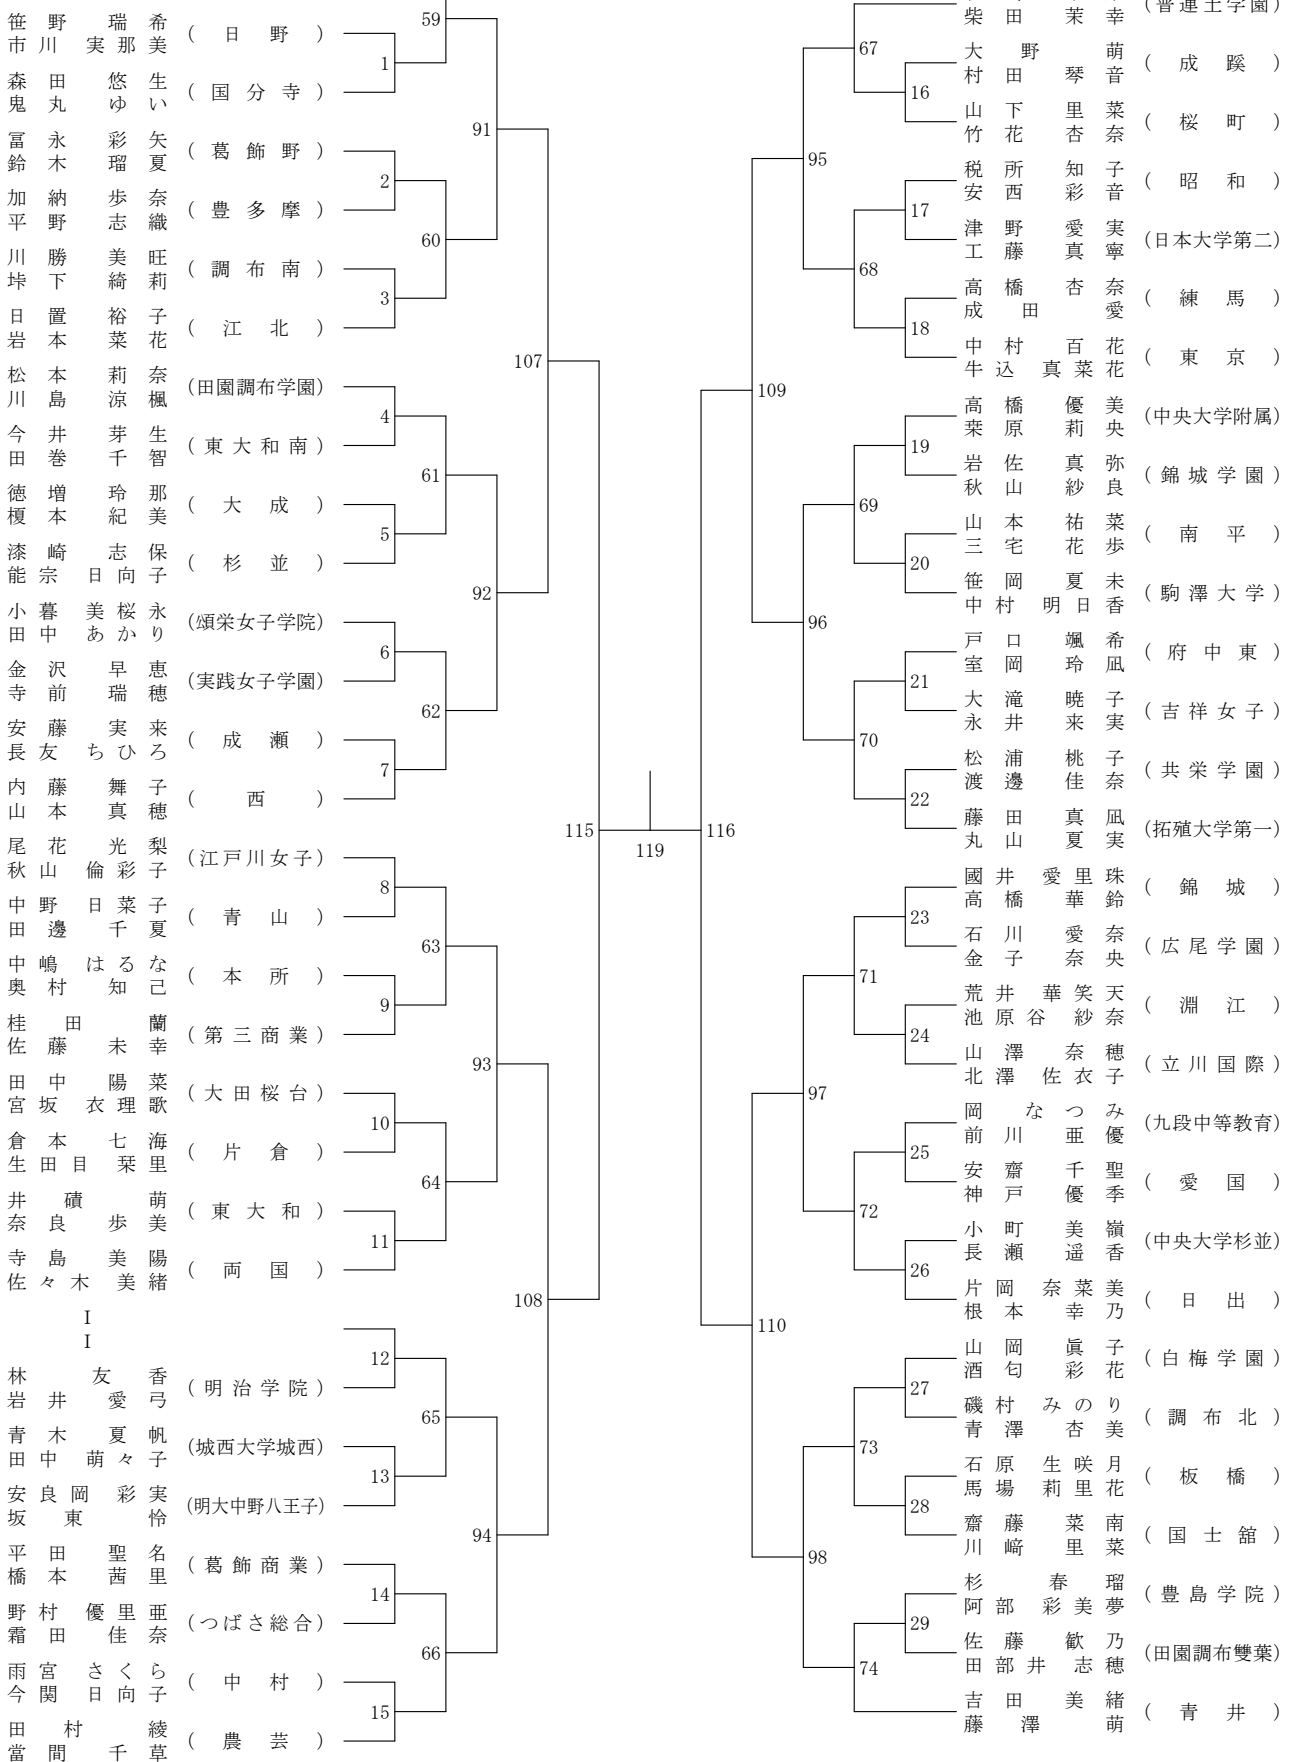 59
笹野 瑞希
市川 実那美
(日野)
1
森田 悠生
鬼丸 ゆい
(国分寺)
91
冨永 彩矢
鈴木 瑠夏
(葛飾野)
2
加納 歩奈
平野 志織
(豊多摩)
60
川勝 美旺
垰下 綺莉
(調布南)
3
日置 裕子
岩本 菜花
(江北)
107
松本 莉奈
川島 涼楓
(田園調布学園)
4
今井 芽生
田巻 千智
(東大和南)
61
徳増 玲那
榎本 紀美
(大成)
5
漆崎 志保
能宗 日向子
(杉並)
92
小暮 美桜永
田中 あかり
(頌栄女子学院)
6
金沢 早恵
寺前 瑞穂
(実践女子学園)
62
安藤 実来
長友 ちひろ
(成瀬)
7
内藤 舞子
山本 真穂
(西)
115
尾花 光梨
秋山 倫彩子
(江戸川女子)
8
中野 日菜子
田邊 千夏
(青山)
63
中嶋 はるな
奥村 知己
(本所)
9
桂田 蘭
佐藤 未幸
(第三商業)
93
田中 陽菜
宮坂 衣理歌
(大田桜台)
10
倉本 七海
生田目 栞里
(片倉)
64
井磧 萌
奈良 歩美
(東大和)
11
寺島 美陽
佐々木 美緒
(両国)
108
I
I
12
林 友香
岩井 愛弓
(明治学院)
65
青木 夏帆
田中 萌々子
(城西大学城西)
13
安良岡 彩実
坂東 怜
(明大中野八王子)
94
平田 聖名
橋本 茜里
(葛飾商業)
14
野村 優里亜
霜田 佳奈
(つばさ総合)
66
雨宮 さくら
今関 日向子
(中村)
15
田村 綾
當間 千草
(農芸)
119
柴田 茉幸
(普連土学園)
67
大野 萌
村田 琴音
(成蹊)
16
山下 里菜
竹花 杏奈
(桜町)
95
税所 知子
安西 彩音
(昭和)
17
津野 愛実
工藤 真寧
(日本大学第二)
68
高橋 杏奈
成田 愛
(練馬)
18
中村 百花
牛込 真菜花
(東京)
109
高橋 優美
桒原 莉央
(中央大学附属)
19
岩佐 真弥
秋山 紗良
(錦城学園)
69
山本 祐菜
三宅 花歩
(南平)
20
笹岡 夏未
中村 明日香
(駒澤大学)
96
戸口 颯希
室岡 玲凪
(府中東)
21
大滝 暁子
永井 来実
(吉祥女子)
70
松浦 桃子
渡邊 佳奈
(共栄学園)
22
藤田 真凪
丸山 夏実
(拓殖大学第一)
116
國井 愛里珠
高橋 華鈴
(錦城)
23
石川 愛奈
金子 奈央
(広尾学園)
71
荒井 華笑天
池原谷 紗奈
(淵江)
24
山澤 奈穂
北澤 佐衣子
(立川国際)
97
岡 なつみ
前川 亜優
(九段中等教育)
25
安齋 千聖
神戸 優季
(愛国)
72
小町 美嶺
長瀬 遥香
(中央大学杉並)
26
片岡 奈菜美
根本 幸乃
(日出)
110
山岡 眞子
酒匂 彩花
(白梅学園)
27
磯村 みのり
青澤 杏美
(調布北)
73
石原 生咲月
馬場 莉里花
(板橋)
28
齋藤 菜南
川﨑 里菜
(国士舘)
98
杉 春瑠
阿部 彩美夢
(豊島学院)
29
佐藤 歓乃
田部井 志穂
(田園調布雙葉)
74
吉田 美緒
藤澤 萌
(青井)